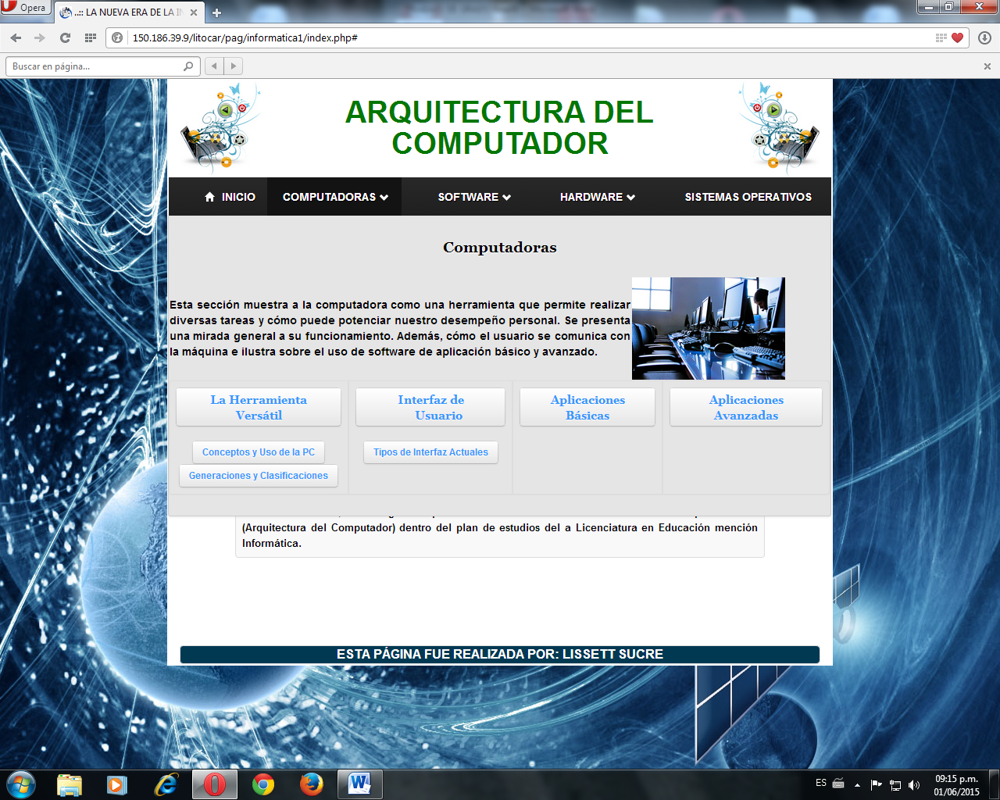 Opera
..:: LA NUEVA ERA DE LA IN
150.186.39.9/litocar/pag/informatica1/index.php#
Buscar en página...
ARQUITECTURA DEL
COMPUTADOR
INICIO COMPUTADORAS SOFTWARE HARDWARE SISTEMAS OPERATIVOS
Computadoras
Esta sección muestra a la computadora como una herramienta que permite realizar
diversas tareas y cómo puede potenciar nuestro desempeño personal. Se presenta
una mirada general a su funcionamiento. Además, cómo el usuario se comunica con
la máquina e ilustra sobre el uso de software de aplicación básico y avanzado.
La Herramienta
Versátil
Interfaz de
Usuario
Aplicaciones
Básicas
Aplicaciones
Avanzadas
Conceptos y Uso de la PC
Generaciones y Clasificaciones
Tipos de Interfaz Actuales
(Arquitectura del Computador) dentro del plan de estudios del a Licenciatura en Educación mención
Informática.
ESTA PÁGINA FUE REALIZADA POR: LISSETT SUCRE
ES
09:15 p.m.
01/06/2015